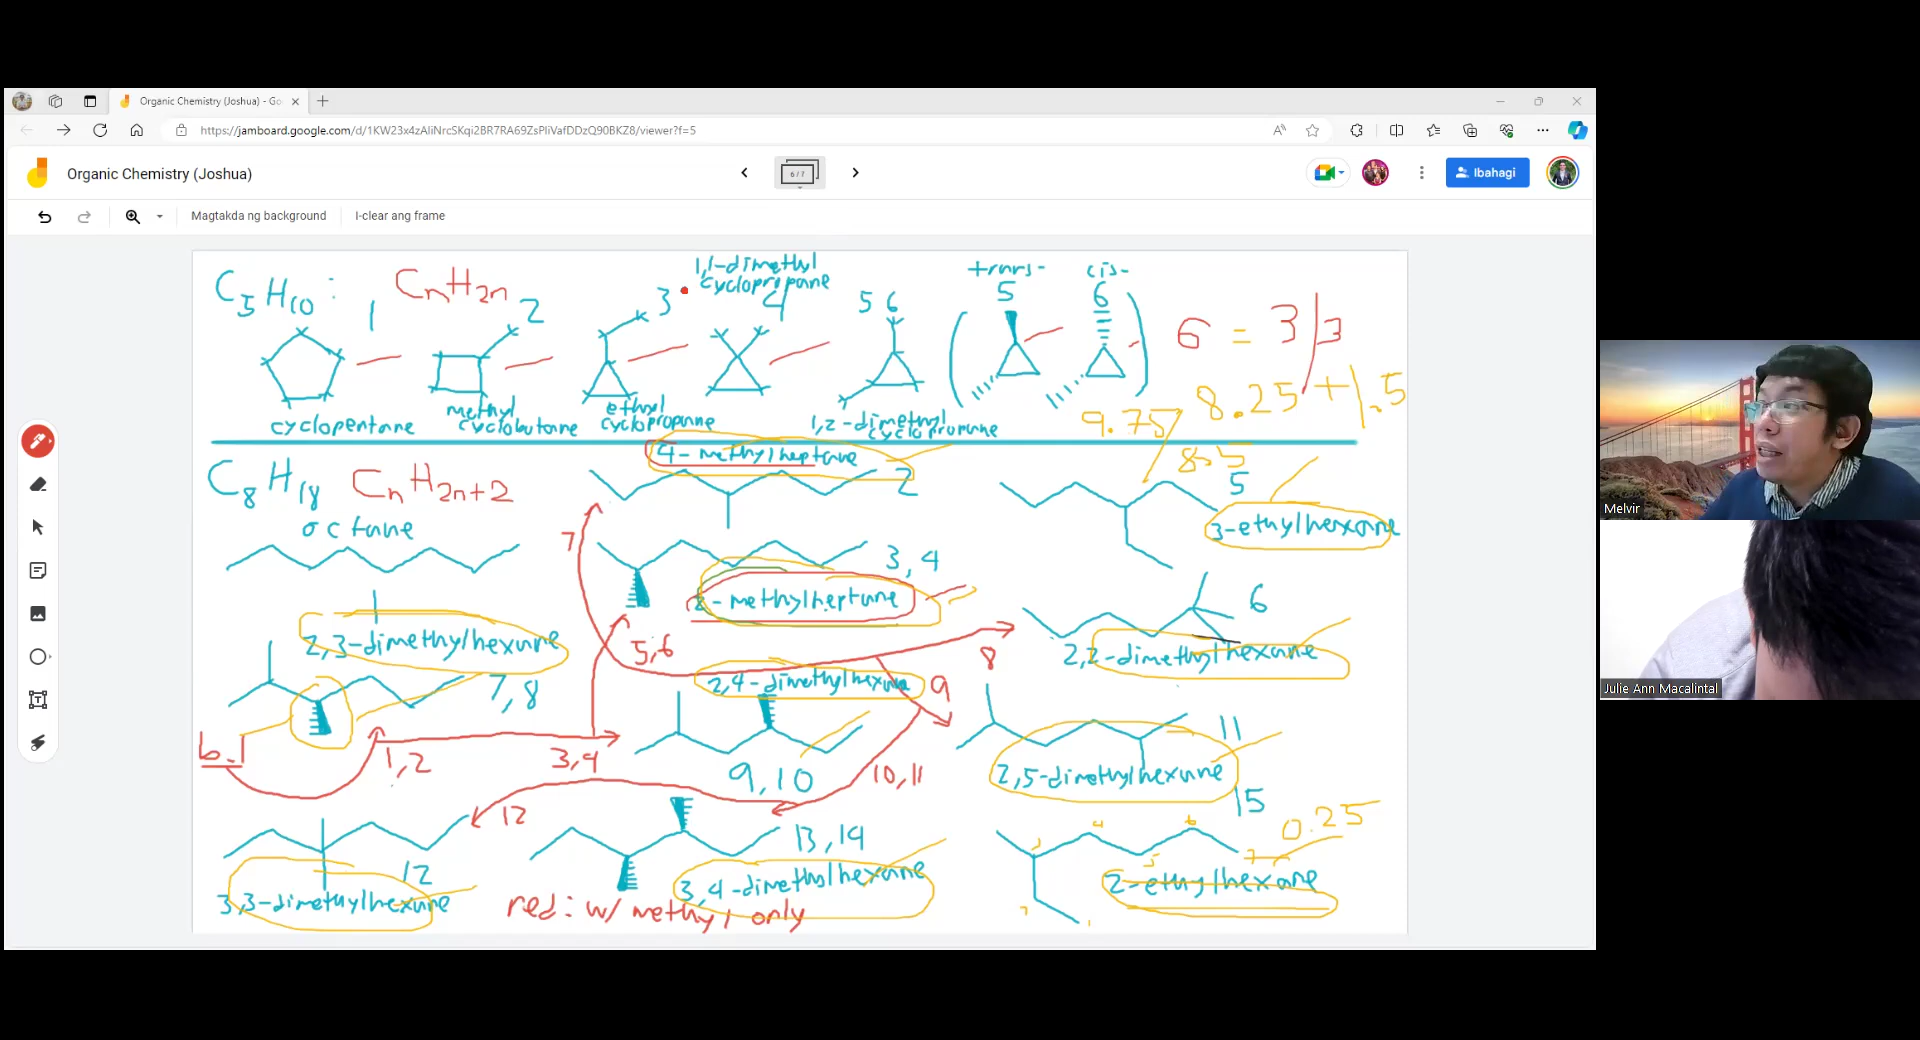 Organic Chemistry (Joshua) - Go
https://jamboard.google.com/d/1KW23x4zAliNrcSKqi2BR7RA69ZsPliVafDDzQ90BKZ8/viewer?f=5
Organic Chemistry (Joshua)
6 / 7
Ibahagi
Magtakda ng background
I-clear ang frame
C5H10 :
CnH2n
1,1-dimethyl
cyclopropane
trans-
cis-
1
2
3
4
5 6
5
6
6 = 3/3
8.25 + 1.5
9.75/
cyclopentane
methyl
cyclobutane
ethyl
cyclopropane
1,2-dimethyl
cyclopropane
C8H18
CnH2n+2
4-methylheptane
2
5
3-ethylhexane
octane
7
3, 4
-methylheptane
6
2,3-dimethylhexane
5,6
8
2,2-dimethylhexane
7, 8
2,4-dimethylhexane
9
b.1
1, 2
3,4
9, 10
10, 11
11
2,5-dimethylhexane
12
13, 14
15
0.25
12
3,3-dimethylhexane
3,4-dimethylhexane
2-ethylhexane
red: w/ methyl only
Melvir
Julie Ann Macalintal